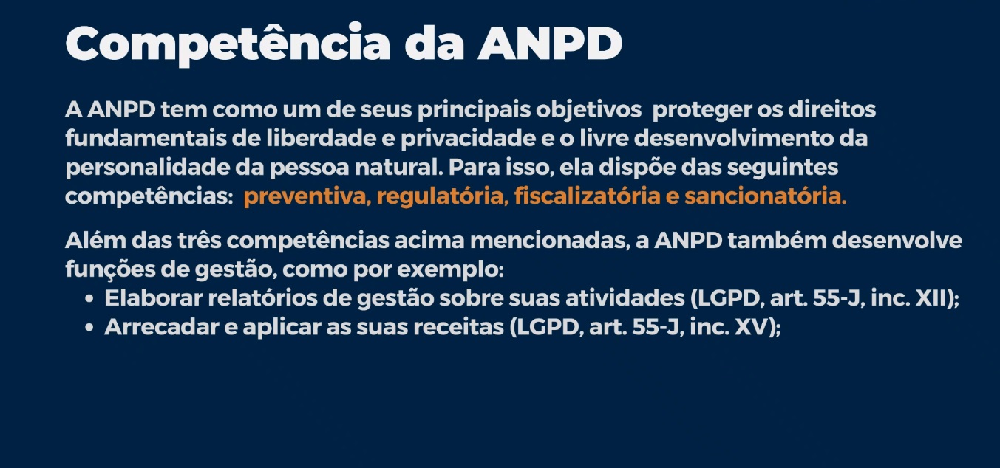 Competência da ANPD
A ANPD tem como um de seus principais objetivos  proteger os direitos
fundamentais de liberdade e privacidade e o livre desenvolvimento da
personalidade da pessoa natural. Para isso, ela dispõe das seguintes
competências:  preventiva, regulatória, fiscalizatória e sancionatória.
Além das três competências acima mencionadas, a ANPD também desenvolve
funções de gestão, como por exemplo:
• Elaborar relatórios de gestão sobre suas atividades (LGPD, art. 55-J, inc. XII);
• Arrecadar e aplicar as suas receitas (LGPD, art. 55-J, inc. XV);